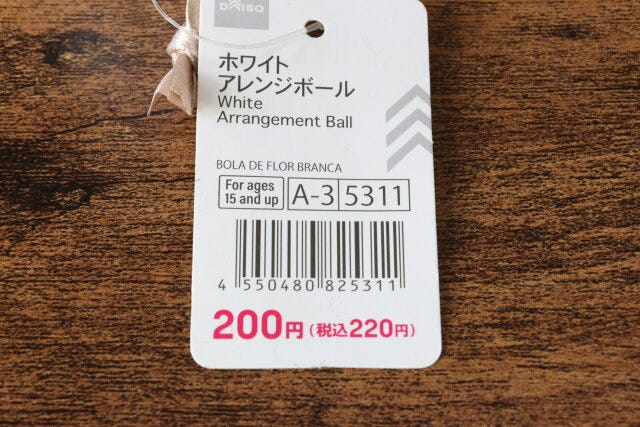 DAISO
ホワイト
アレンジボール
White
Arrangement Ball
BOLA DE FLOR BRANCA
For ages
15 and up
A-3 5311
4 550480 825311
200円(税込220円)